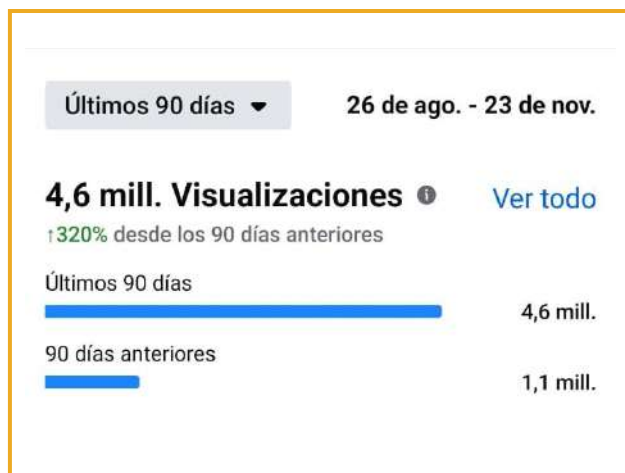 Últimos 90 días
26 de ago. - 23 de nov.
4,6 mill. Visualizaciones
Ver todo
↑320% desde los 90 días anteriores
Últimos 90 días
4,6 mill.
90 días anteriores
1,1 mill.